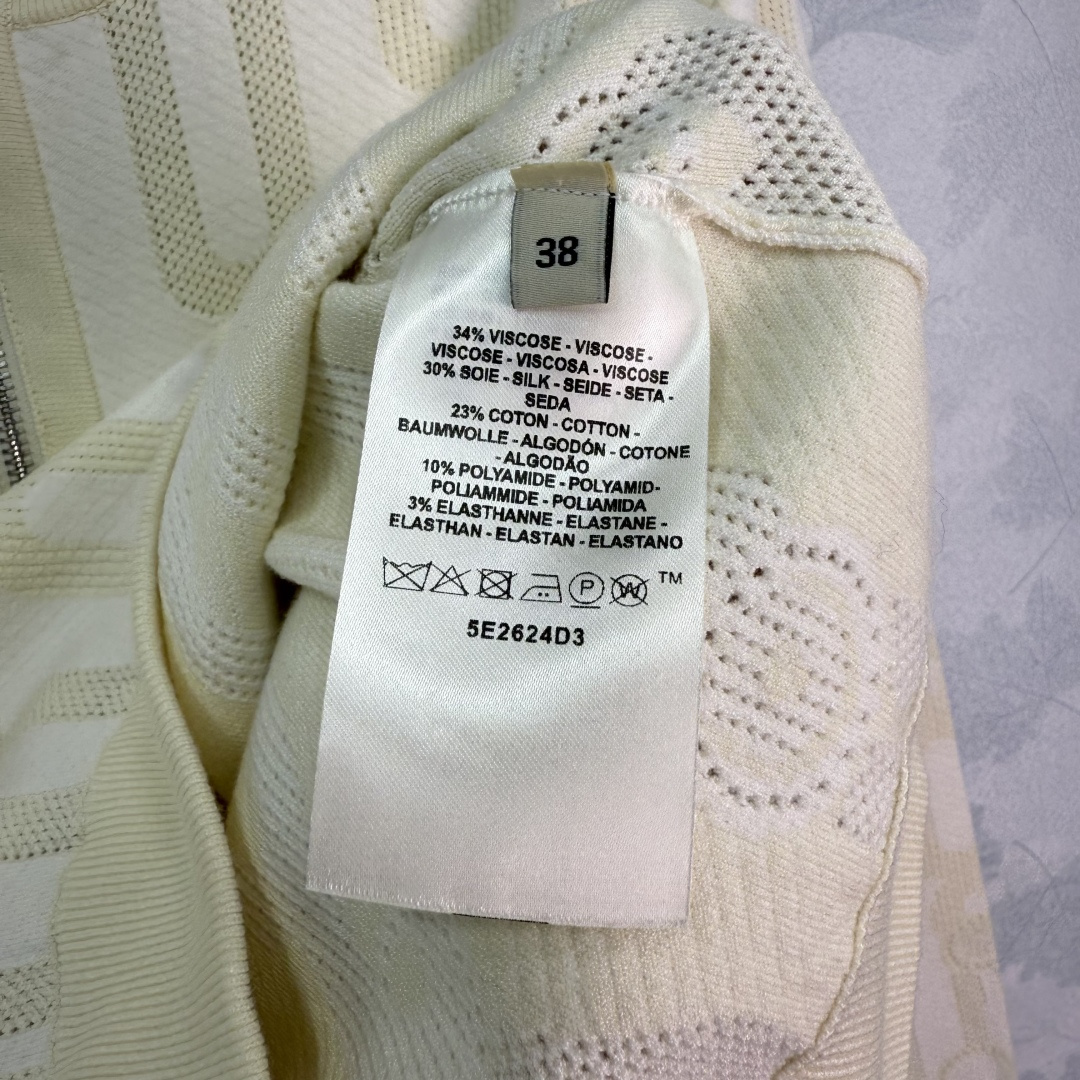 38
34% VISCOSE - VISCOSE -
VISCOSE - VISCOSA - VISCOSE
30% SOIE - SILK - SEIDE - SETA -
SEDA
23% COTON - COTTON -
BAUMWOLLE - ALGODÓN - COTONE
- ALGODÃO
10% POLYAMIDE - POLYAMID-
POLIAMMIDE - POLIAMIDA
3% ELASTHANNE - ELASTANE -
ELASTHAN - ELASTAN - ELASTANO
P W TM
5E2624D3